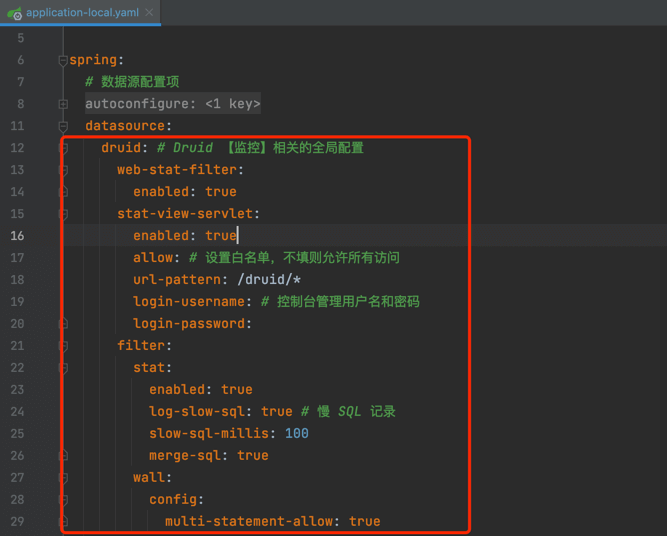 application-local.yaml
5
6 spring:
7 # 数据源配置项
8 autoconfigure: <1 key>
11 datasource:
12 druid: # Druid 【监控】相关的全局配置
13 web-stat-filter:
14 enabled: true
15 stat-view-servlet:
16 enabled: true
17 allow: # 设置白名单，不填则允许所有访问
18 url-pattern: /druid/*
19 login-username: # 控制台管理用户名和密码
20 login-password:
21 filter:
22 stat:
23 enabled: true
24 log-slow-sql: true # 慢 SQL 记录
25 slow-sql-millis: 100
26 merge-sql: true
27 wall:
28 config:
29 multi-statement-allow: true